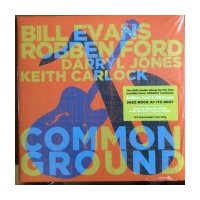 BILL EVANS
ROBBEN FORD
DARRYL JONES
KEITH CARLOCK
JAZZ ROCK AT ITS BEST
COMMON
GROUND